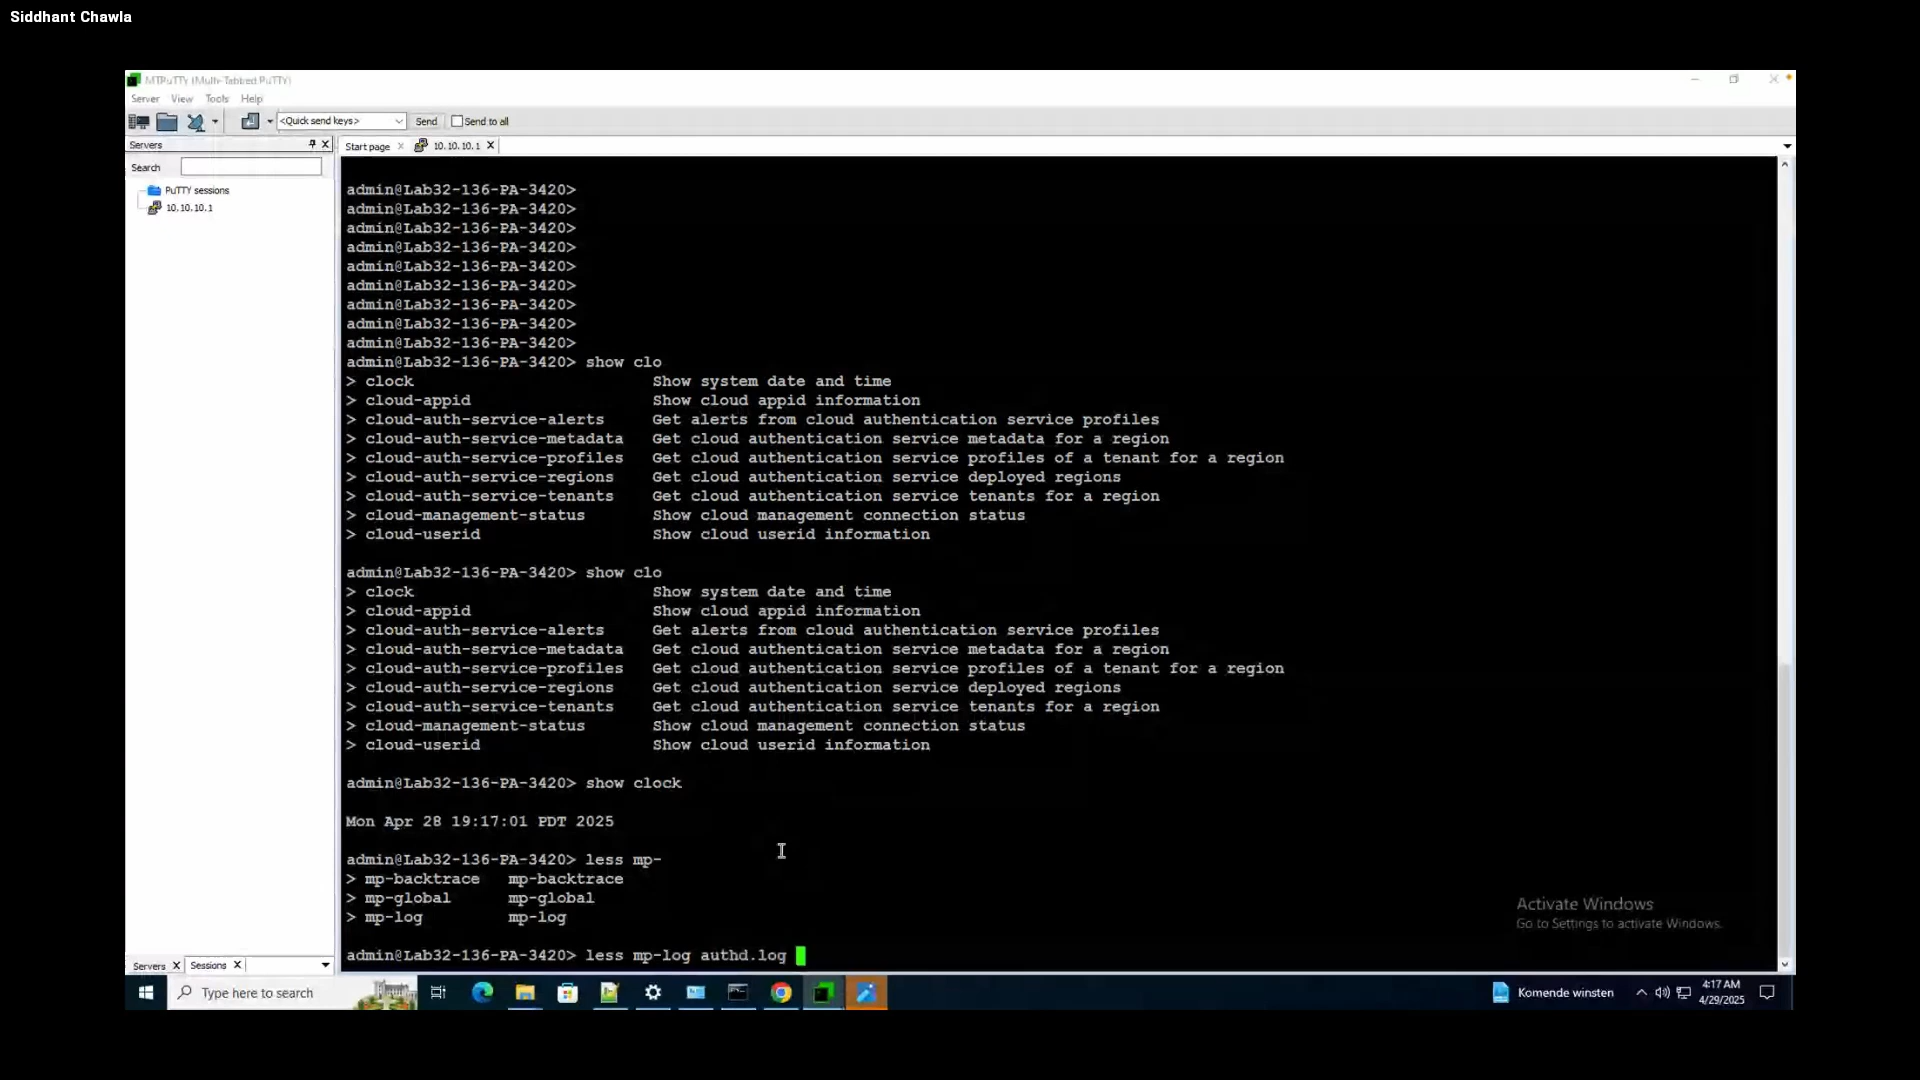 Siddhant Chawla
MTPuTTY (Multi-Tabbed PuTTY)
Server View Tools Help
<Quick send keys> Send Send to all
Servers
Start page 10.10.10.1
Search
PuTTY sessions
10.10.10.1
admin@Lab32-136-PA-3420>
admin@Lab32-136-PA-3420>
admin@Lab32-136-PA-3420>
admin@Lab32-136-PA-3420>
admin@Lab32-136-PA-3420>
admin@Lab32-136-PA-3420>
admin@Lab32-136-PA-3420>
admin@Lab32-136-PA-3420>
admin@Lab32-136-PA-3420>
admin@Lab32-136-PA-3420> show clo
> clock Show system date and time
> cloud-appid Show cloud appid information
> cloud-auth-service-alerts Get alerts from cloud authentication service profiles
> cloud-auth-service-metadata Get cloud authentication service metadata for a region
> cloud-auth-service-profiles Get cloud authentication service profiles of a tenant for a region
> cloud-auth-service-regions Get cloud authentication service deployed regions
> cloud-auth-service-tenants Get cloud authentication service tenants for a region
> cloud-management-status Show cloud management connection status
> cloud-userid Show cloud userid information
admin@Lab32-136-PA-3420> show clo
> clock Show system date and time
> cloud-appid Show cloud appid information
> cloud-auth-service-alerts Get alerts from cloud authentication service profiles
> cloud-auth-service-metadata Get cloud authentication service metadata for a region
> cloud-auth-service-profiles Get cloud authentication service profiles of a tenant for a region
> cloud-auth-service-regions Get cloud authentication service deployed regions
> cloud-auth-service-tenants Get cloud authentication service tenants for a region
> cloud-management-status Show cloud management connection status
> cloud-userid Show cloud userid information
admin@Lab32-136-PA-3420> show clock
Mon Apr 28 19:17:01 PDT 2025
admin@Lab32-136-PA-3420> less mp-
> mp-backtrace mp-backtrace
> mp-global mp-global
> mp-log mp-log
admin@Lab32-136-PA-3420> less mp-log authd.log
Activate Windows
Go to Settings to activate Windows.
Servers Sessions
Type here to search
Komende winsten
4:17 AM
4/29/2025